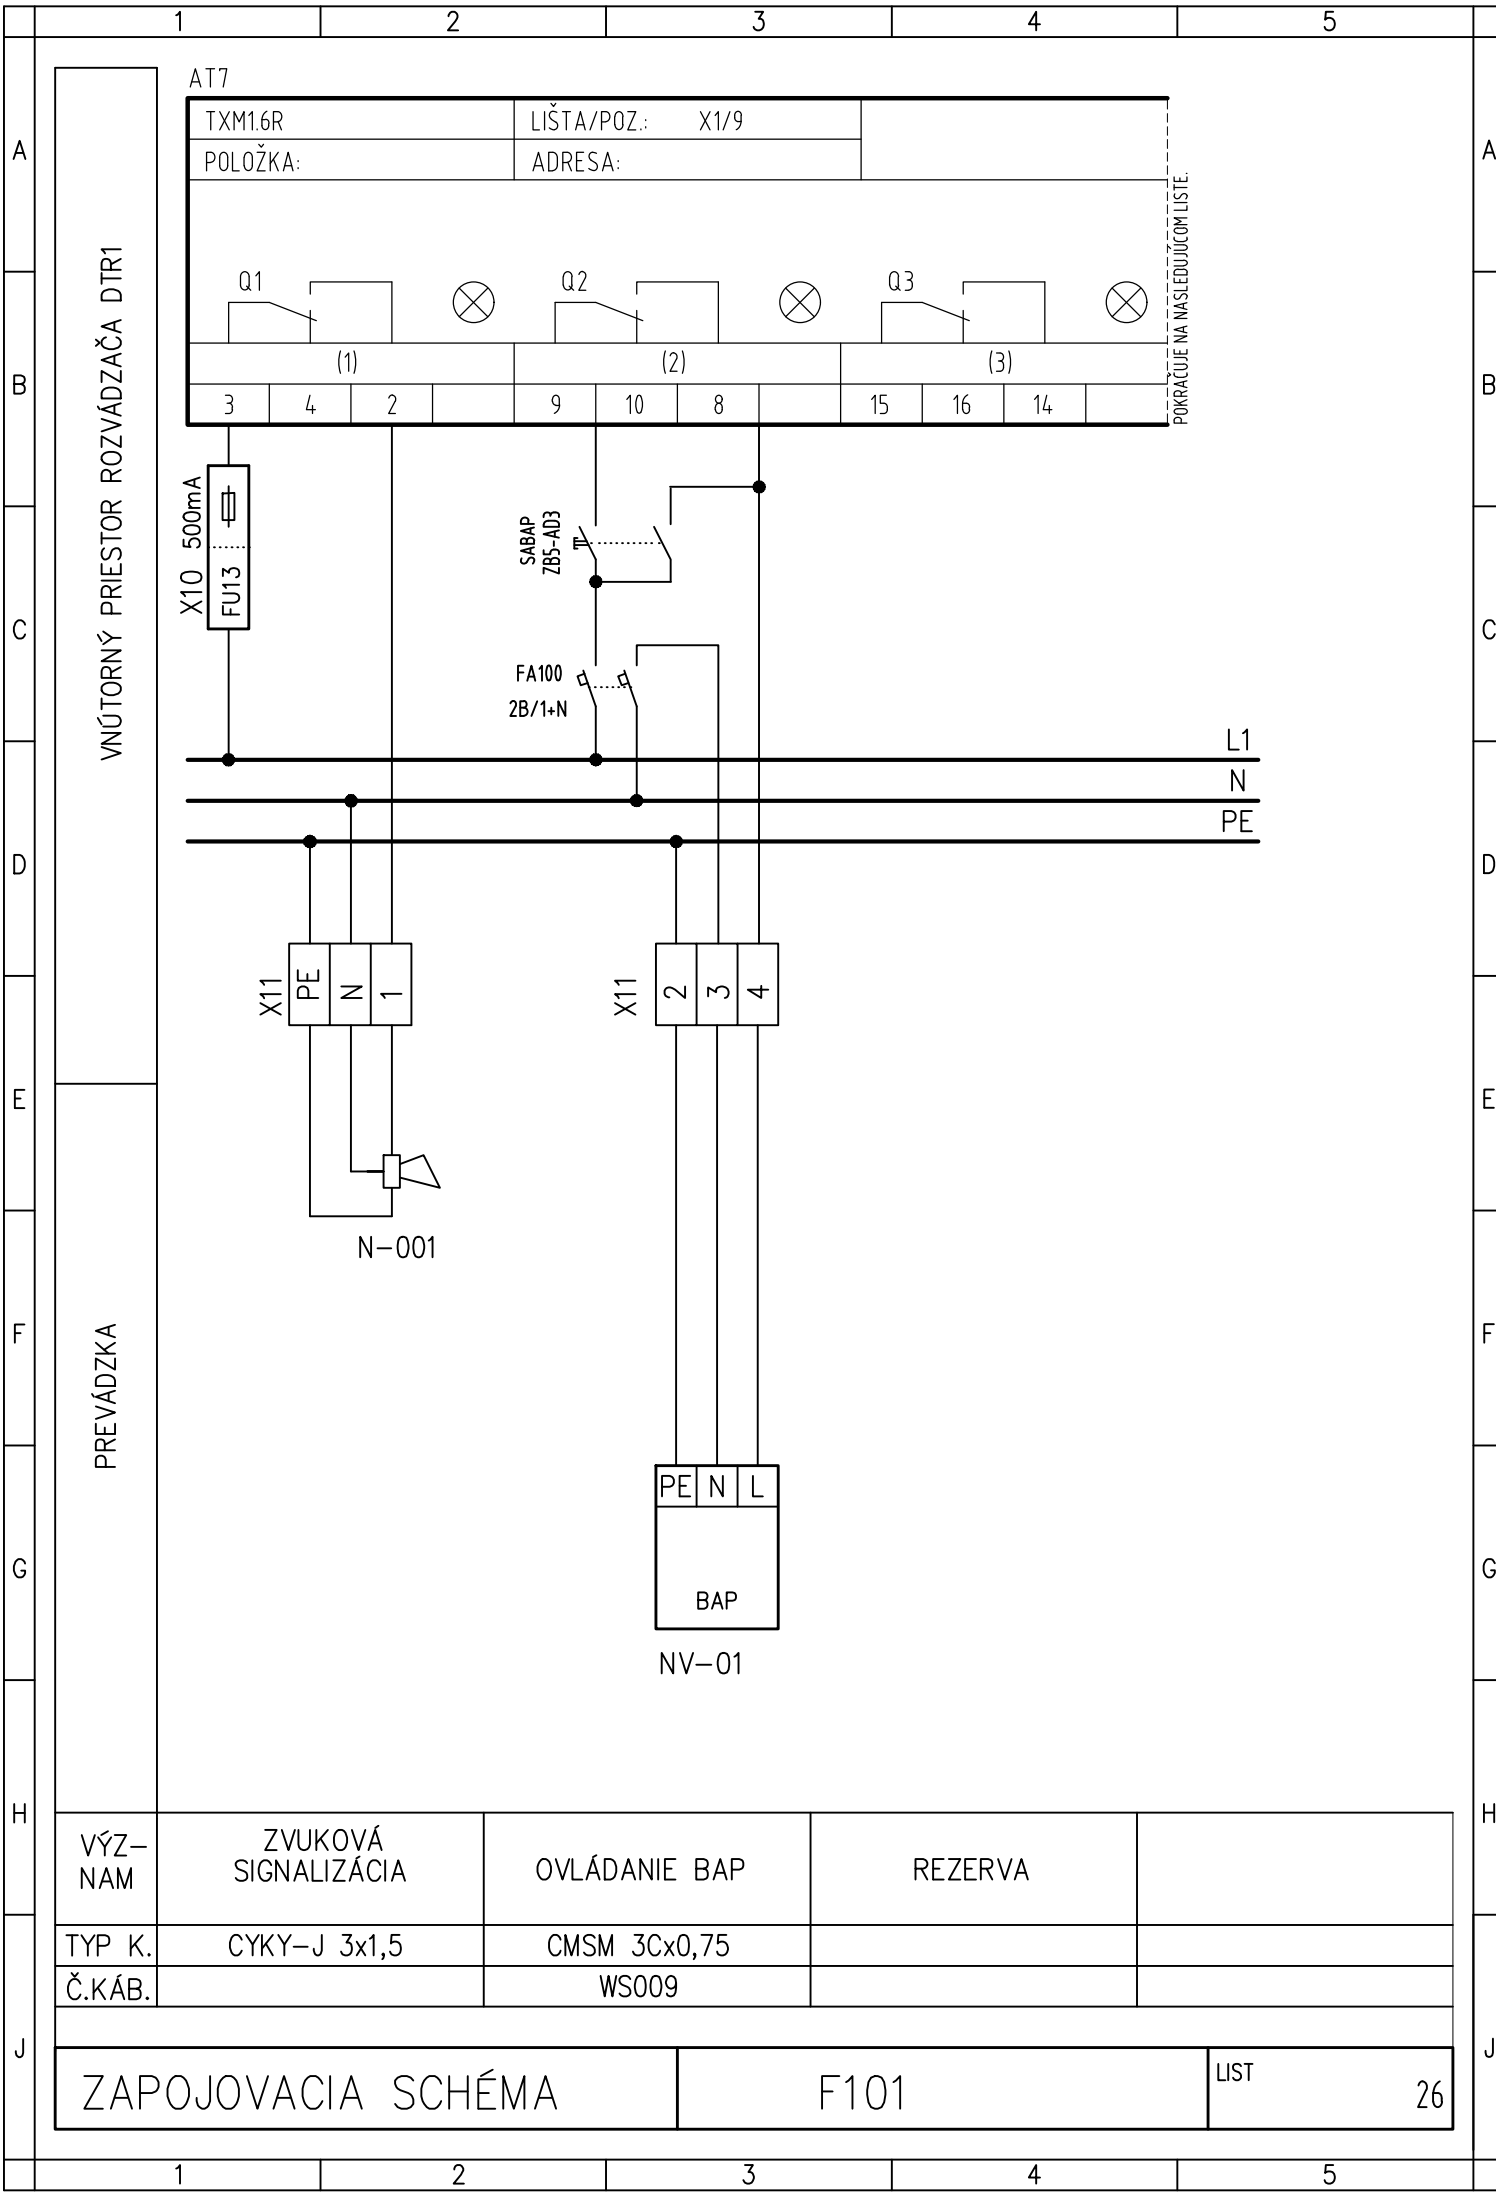 1 2 3 4 5
A A
B B
C C
D D
E E
F F
G G
H H
J J
VNÚTORNÝ PRIESTOR ROZVÁDZAČA DTR1
PREVÁDZKA
AT7
TXM1.6R LIŠTA/POZ.: X1/9
POLOŽKA: ADRESA:
POKRAČUJE NA NASLEDUJÚCOM LISTE.
Q1 Q2 Q3
(1) (2) (3)
3 4 2 9 10 8 15 16 14
X10 500mA
FU13
SABAP
ZB5-AD3
FA100
2B/1+N
L1
N
PE
X11 PE N 1
X11 2 3 4
N-001
PE N L
BAP
NV-01
VÝZ-
NAM
ZVUKOVÁ
SIGNALIZÁCIA
OVLÁDANIE BAP
REZERVA
TYP K. CYKY-J 3x1,5 CMSM 3Cx0,75
Č.KÁB. WS009
ZAPOJOVACIA SCHÉMA F101 LIST 26
1 2 3 4 5